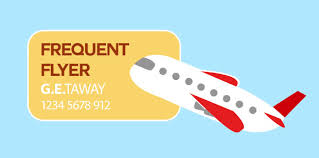 FREQUENT
FLYER
G.E.TAWAY
1234 5678 912